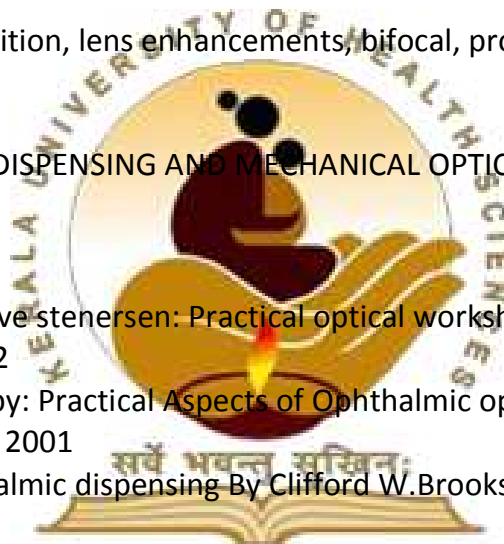 ition, lens enhancements, bifocal, pro
KERALA UNIVERSITY OF HEALTH SCIENCES
DISPENSING AND MECHANICAL OPTIC
ve stenersen: Practical optical worksh
2
by: Practical Aspects of Ophthalmic op
2001
सर्वे भवन्तु सुखिनः
almic dispensing By Clifford W.Brooks